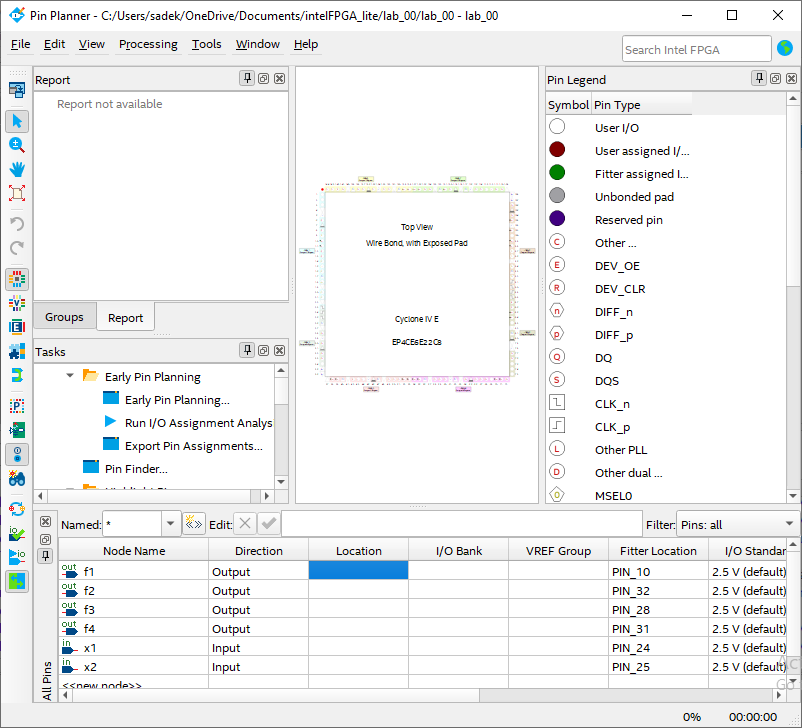 Pin Planner - C:/Users/sadek/OneDrive/Documents/intelFPGA_lite/lab_00/lab_00 - lab_00
File Edit View Processing Tools Window Help
Search Intel FPGA
Report
Report not available
Groups Report
Tasks
Early Pin Planning
Early Pin Planning...
Run I/O Assignment Analys
Export Pin Assignments...
Pin Finder...
Top View
Wire Bond, with Exposed Pad
Cyclone IV E
EP4CE6E22C8
Pin Legend
Symbol Pin Type
User I/O
User assigned I/...
Fitter assigned I...
Unbonded pad
Reserved pin
C Other ...
E DEV_OE
R DEV_CLR
n DIFF_n
p DIFF_p
Q DQ
S DQS
CLK_n
CLK_p
L Other PLL
D Other dual ...
0 MSEL0
Named: * Edit: Filter: Pins: all
Node Name Direction Location I/O Bank VREF Group Fitter Location I/O Standar
out f1 Output PIN_10 2.5 V (default)
out f2 Output PIN_32 2.5 V (default)
out f3 Output PIN_28 2.5 V (default)
out f4 Output PIN_31 2.5 V (default)
in x1 Input PIN_24 2.5 V (default)
in x2 Input PIN_25 2.5 V (default)
<<new node>>
All Pins
0% 00:00:00